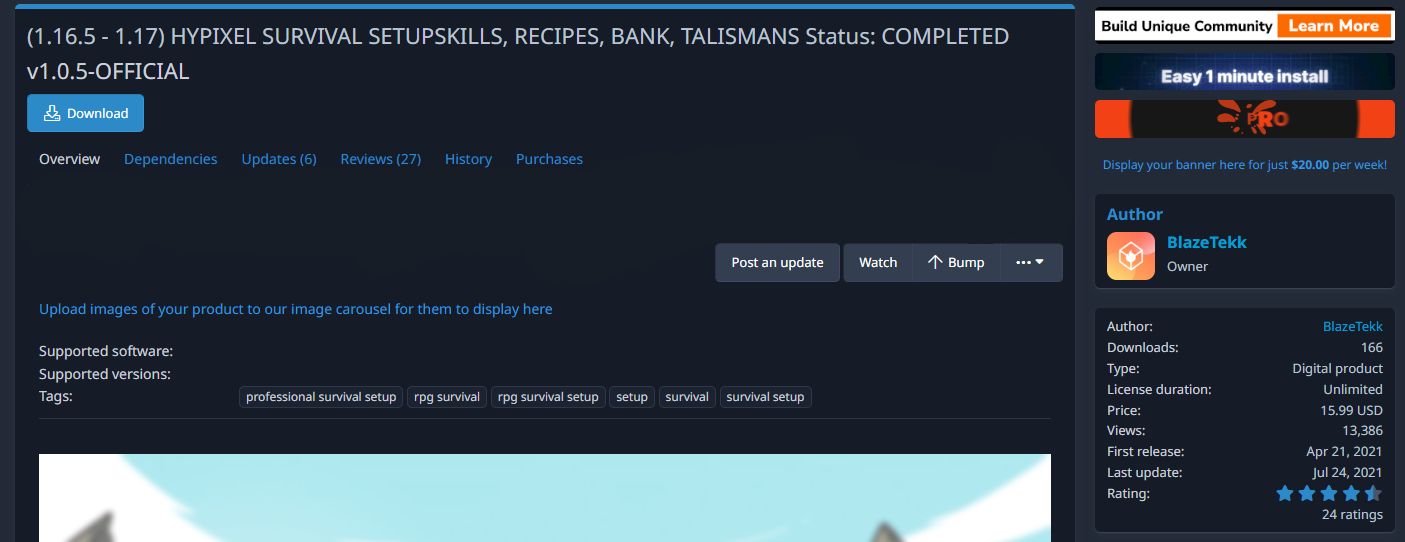 (1.16.5 - 1.17) HYPIXEL SURVIVAL SETUPSKILLS, RECIPES, BANK, TALISMANS Status: COMPLETED
v1.0.5-OFFICIAL
Download
Overview Dependencies Updates (6) Reviews (27) History Purchases
Post an update Watch Bump
Upload images of your product to our image carousel for them to display here
Supported software:
Supported versions:
Tags: professional survival setup rpg survival rpg survival setup setup survival survival setup
Build Unique Community Learn More
Easy 1 minute install
PRO
Display your banner here for just $20.00 per week!
Author
BlazeTekk
Owner
Author: BlazeTekk
Downloads: 166
Type: Digital product
License duration: Unlimited
Price: 15.99 USD
Views: 13,386
First release: Apr 21, 2021
Last update: Jul 24, 2021
Rating:
24 ratings